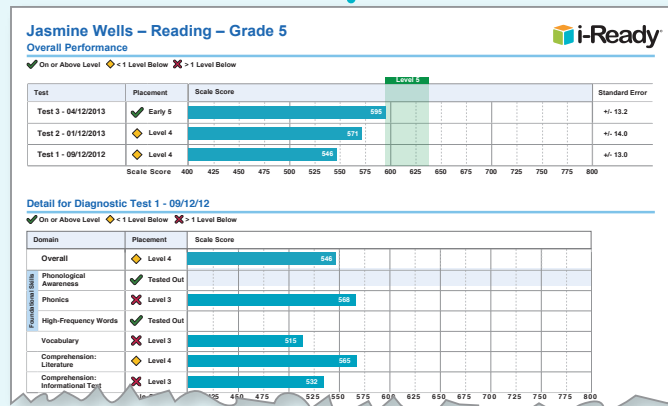 Jasmine Wells – Reading – Grade 5
i-Ready
Overall Performance
On or Above Level < 1 Level Below > 1 Level Below
Level 5
Test Placement Scale Score Standard Error
Test 3 - 04/12/2013 Early 5 595 +/- 13.2
Test 2 - 01/12/2013 Level 4 571 +/- 14.0
Test 1 - 09/12/2012 Level 4 546 +/- 13.0
Scale Score 400 425 450 475 500 525 550 575 600 625 650 675 700 725 750 775 800
Detail for Diagnostic Test 1 - 09/12/12
On or Above Level < 1 Level Below > 1 Level Below
Domain Placement Scale Score
Overall Level 4 546
Foundational Skills
Phonological Awareness Tested Out
Phonics Level 3 568
High-Frequency Words Tested Out
Vocabulary Level 3 515
Comprehension: Literature Level 4 565
Comprehension: Informational Text Level 3 532
425 450 475 500 525 550 575 600 625 650 675 700 725 750 775 800